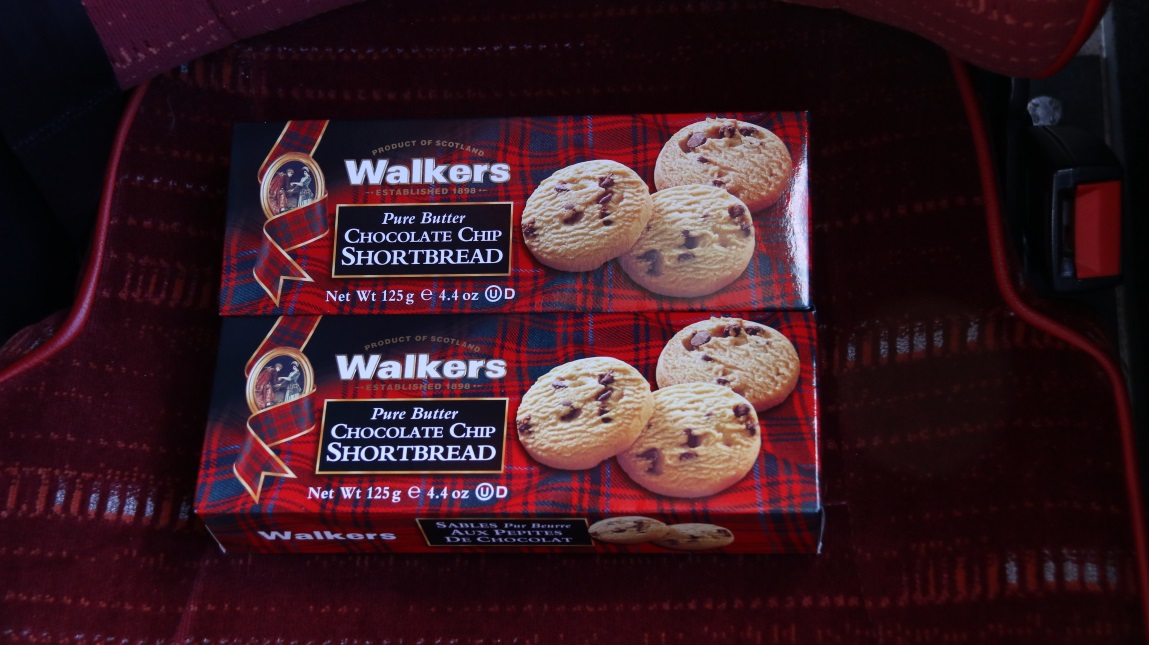 PRODUCT OF SCOTLAND
Walkers
ESTABLISHED 1898
Pure Butter
CHOCOLATE CHIP
SHORTBREAD
Net Wt 125g ℮ 4.4 oz Ⓤ D
PRODUCT OF SCOTLAND
Walkers
ESTABLISHED 1898
Pure Butter
CHOCOLATE CHIP
SHORTBREAD
Net Wt 125g ℮ 4.4 oz Ⓤ D
Walkers
SABLES Pur Beurre
AUX PEPITES
DE CHOCOLAT